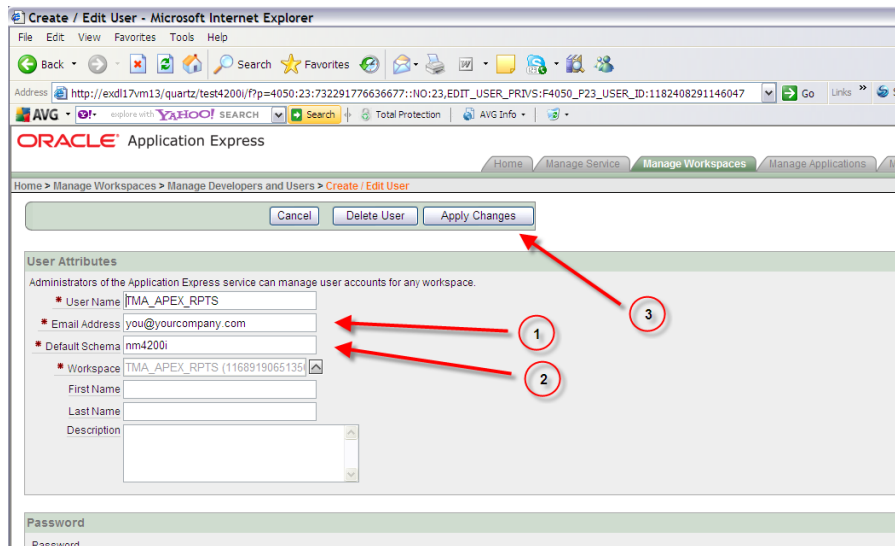 Create / Edit User - Microsoft Internet Explorer
File Edit View Favorites Tools Help
Back Search Favorites
Address http://exdl17vm13/quartz/test4200i/f?p=4050:23:7322917766366​77::NO:23,EDIT_USER_PRIVS:F4050_P23_USER_ID:1182408291146047 Go Links
AVG explore with YAHOO! SEARCH Search Total Protection AVG Info
ORACLE Application Express
Home Manage Service Manage Workspaces Manage Applications
Home > Manage Workspaces > Manage Developers and Users > Create / Edit User
Cancel Delete User Apply Changes
User Attributes
Administrators of the Application Express service can manage user accounts for any workspace.
* User Name TMA_APEX_RPTS
* Email Address you@yourcompany.com
* Default Schema nm4200i
* Workspace TMA_APEX_RPTS (1168919065135
First Name
Last Name
Description
1
2
3
Password
Password